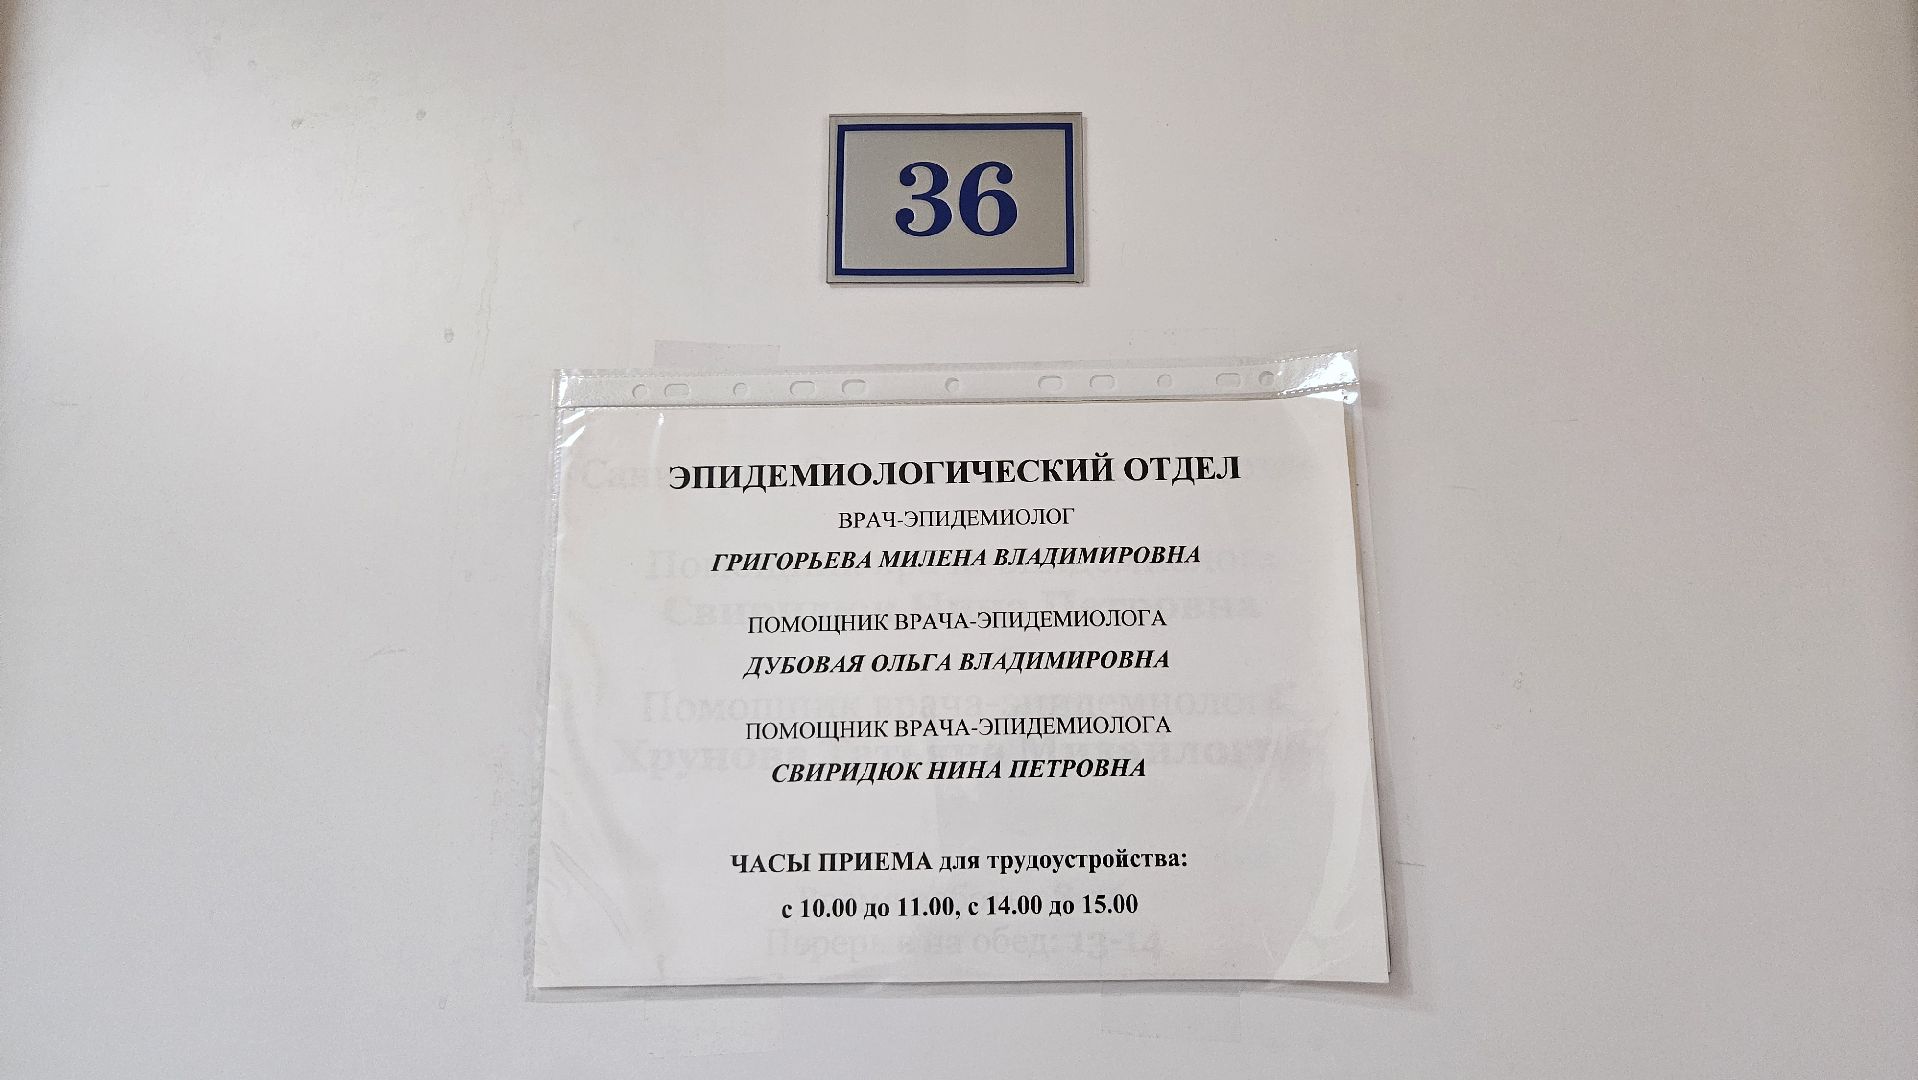 36
ЭПИДЕМИОЛОГИЧЕСКИЙ ОТДЕЛ
ВРАЧ-ЭПИДЕМИОЛОГ
ГРИГОРЬЕВА МИЛЕНА ВЛАДИМИРОВНА
ПОМОЩНИК ВРАЧА-ЭПИДЕМИОЛОГА
ДУБОВАЯ ОЛЬГА ВЛАДИМИРОВНА
ПОМОЩНИК ВРАЧА-ЭПИДЕМИОЛОГА
СВИРИДЮК НИНА ПЕТРОВНА
ЧАСЫ ПРИЕМА для трудоустройства:
с 10.00 до 11.00, с 14.00 до 15.00